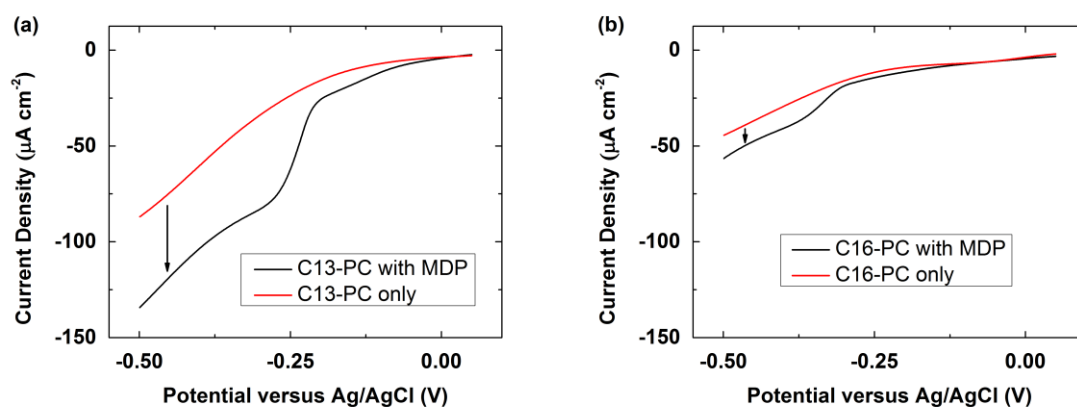 (a)
0
-50
-100
-150
Current Density (μA cm⁻²)
C13-PC with MDP
C13-PC only
-0.50
-0.25
0.00
Potential versus Ag/AgCl (V)
(b)
0
-50
-100
-150
Current Density (μA cm⁻²)
C16-PC with MDP
C16-PC only
-0.50
-0.25
0.00
Potential versus Ag/AgCl (V)